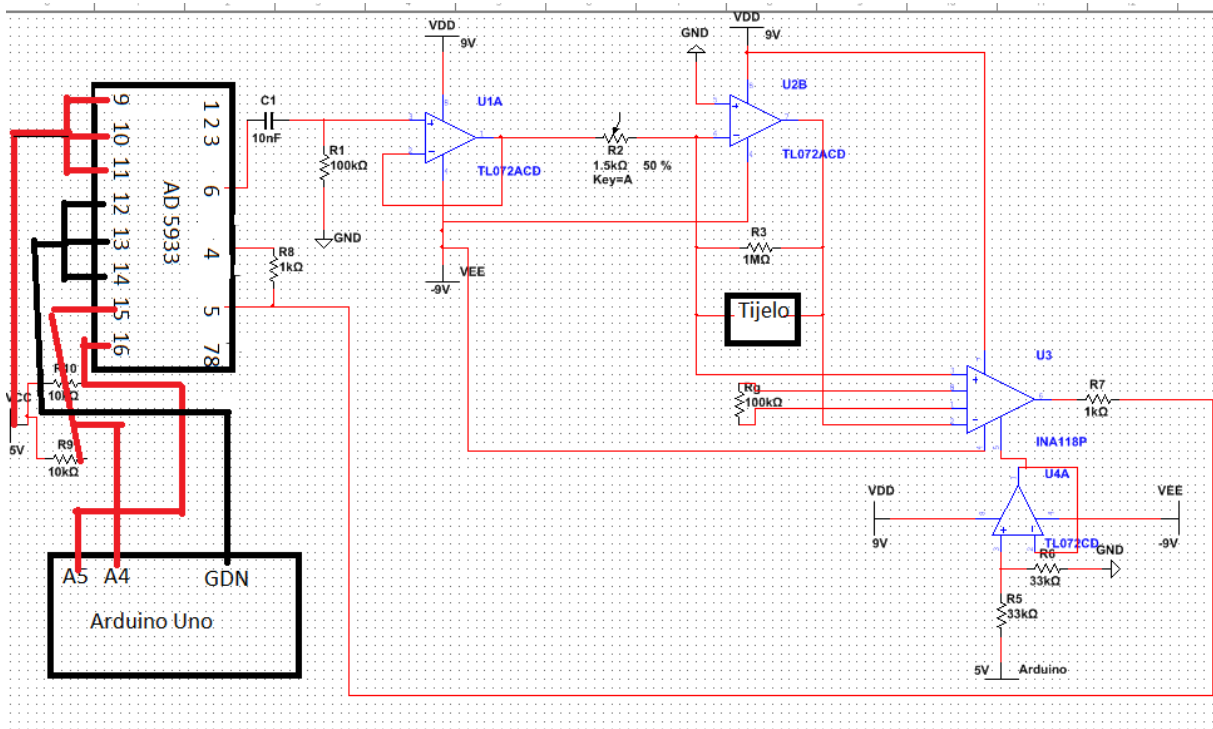 VDD
9V
GND
VDD
9V
9
10
11
12
13
14
15
16
1
2
3
6
4
5
78
AD 5933
C1
10nF
R1
100kΩ
GND
U1A
TL072ACD
R2
1.5kΩ
50 %
Key=A
U2B
TL072ACD
R8
1kΩ
VEE
-9V
R3
1MΩ
Tijelo
U3
Rg
100kΩ
R7
1kΩ
INA118P
R10
10kΩ
VCC
5V
R9
10kΩ
U4A
VDD
9V
VEE
-9V
TL072CD
R6
33kΩ
GND
R5
33kΩ
5V
Arduino
A5
A4
GDN
Arduino Uno